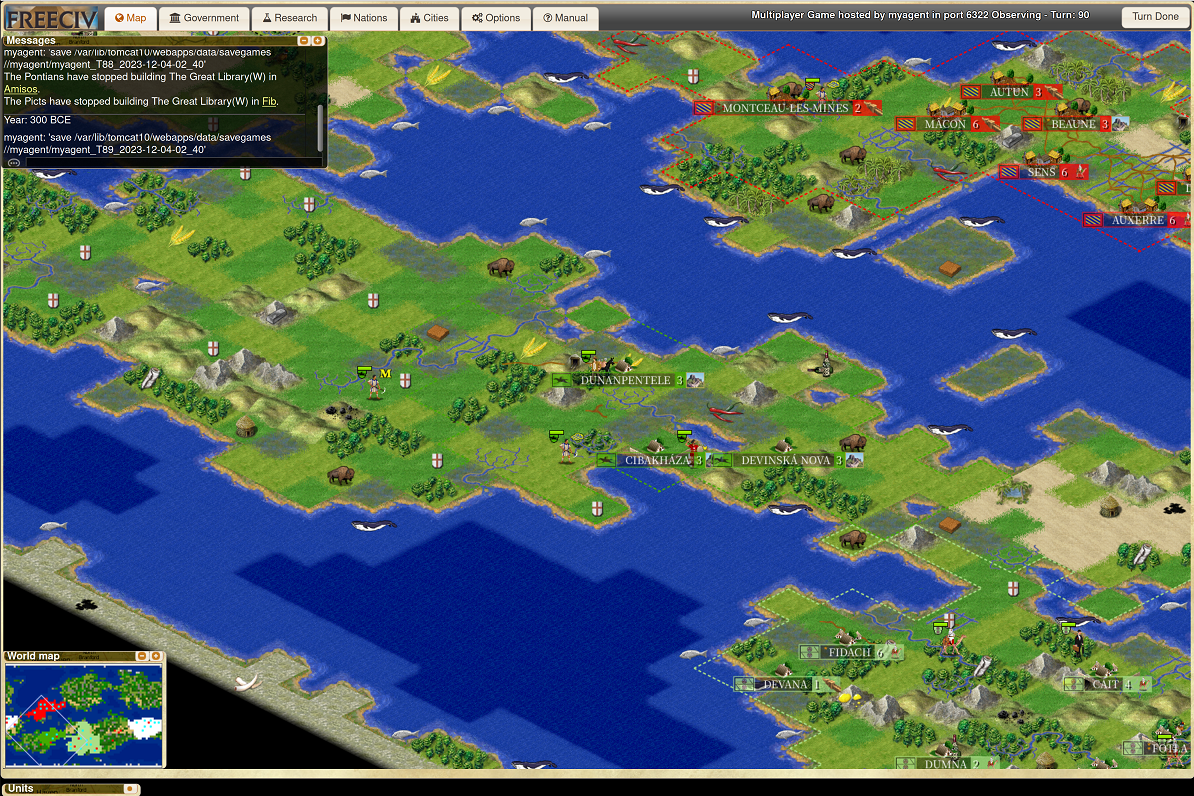 FREECIV
Map
Government
Research
Nations
Cities
Options
Manual
Multiplayer Game hosted by myagent in port 6322 Observing - Turn: 90
Turn Done
Messages
myagent: 'save /var/lib/tomcat10/webapps/data/savegames
//myagent/myagent_T88_2023-12-04-02_40'
The Pontians have stopped building The Great Library(W) in
Amisos.
The Picts have stopped building The Great Library(W) in Fib.
Year: 300 BCE
myagent: 'save /var/lib/tomcat10/webapps/data/savegames
//myagent/myagent_T89_2023-12-04-02_40'
AUTUN 3
MONTCEAU-LES-MINES 2
MÂCON 6
BEAUNE 3
SENS 6
AUXERRE 6
M
DUNANPENTELE 3
CIBAKHÁZA 3
DEVINSKÁ NOVA 3
FIDACH 6
DEVANA 1
CAIT 4
FOTLA
DUMNA 2
World map
Units